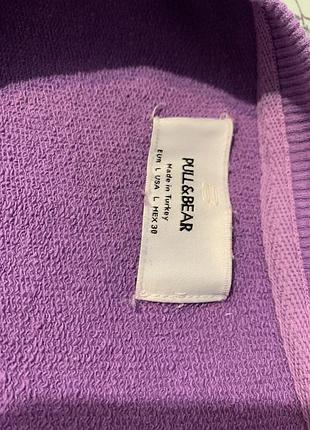 PULL&BEAR
Made in Turkey
EUR L USA L MEX 30